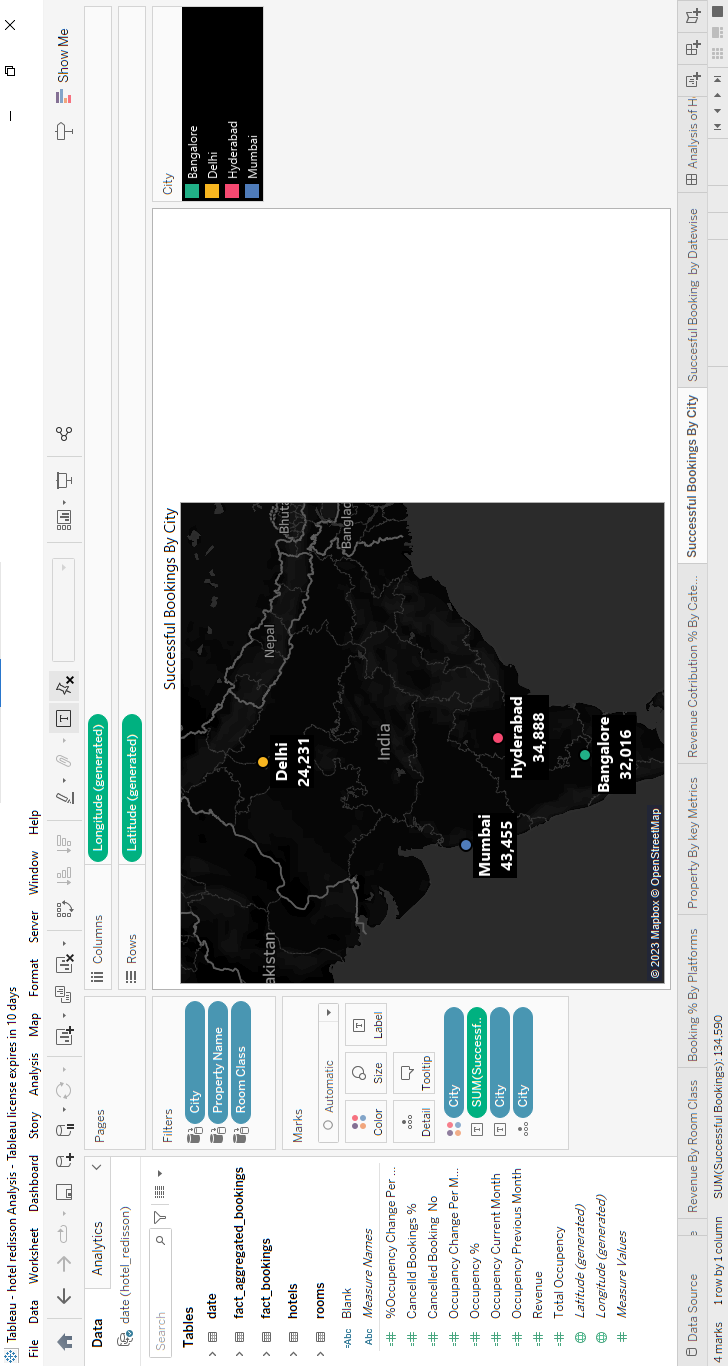 Tableau - hotel redisson Analysis - Tableau license expires in 10 days
File Data Worksheet Dashboard Story Analysis Map Format Server Window Help
Show Me
Data
Analytics
date (hotel_redisson)
Search
Tables
date
fact_aggregated_bookings
fact_bookings
hotels
rooms
=Abc Blank
Abc Measure Names
=# %Occupency Change Per ...
=# Cancelld Bookings %
=# Cancelled Booking No
=# Occupancy Change Per M...
=# Occupency %
=# Occupency Current Month
=# Occupency Previous Month
=# Revenue
=# Total Occupency
Latitude (generated)
Longitude (generated)
# Measure Values
Pages
Filters
City
Property Name
Room Class
Marks
Automatic
Color
Size
Label
Detail
Tooltip
City
SUM(Successf..
City
City
Columns
Longitude (generated)
Rows
Latitude (generated)
Successful Bookings By City
akistan
Nepal
Bhuta
Banglad
India
Delhi
24,231
Mumbai
43,455
Hyderabad
34,888
Bangalore
32,016
© 2023 Mapbox © OpenStreetMap
City
Bangalore
Delhi
Hyderabad
Mumbai
Data Source
e
Revenue By Room Class
Booking % By Platforms
Property By key Metrics
Revenue Cotribution % By Cate...
Successful Bookings By City
Succesful Booking by Datewise
Analysis of H
4 marks 1 row by 1 column SUM(Successful Bookings): 134,590